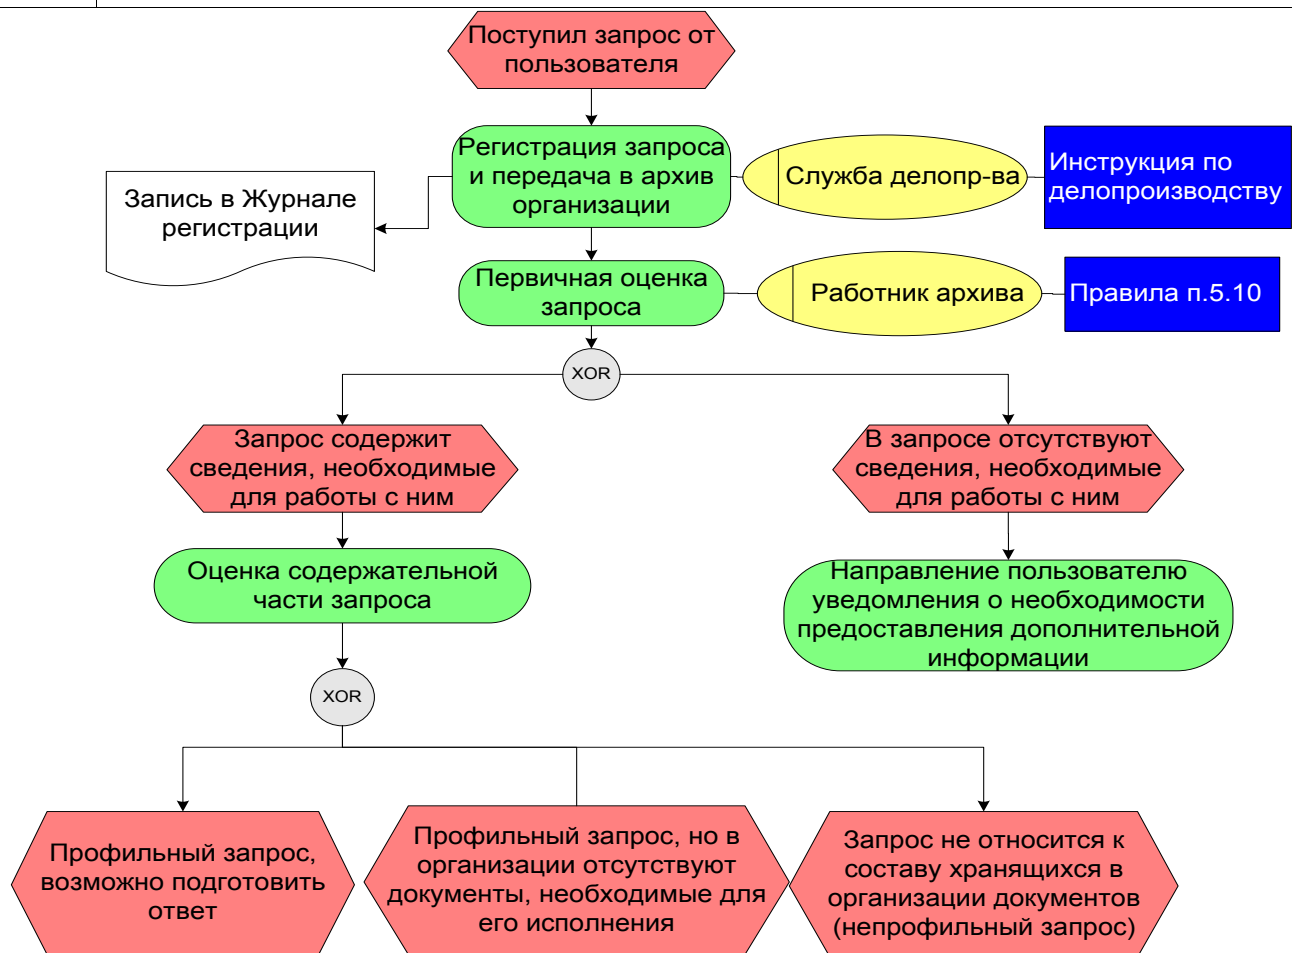 Поступил запрос от
пользователя
Регистрация запроса
и передача в архив
организации
Служба делопр-ва
Инструкция по
делопроизводству
Запись в Журнале
регистрации
Первичная оценка
запроса
Работник архива
Правила п.5.10
XOR
Запрос содержит
сведения, необходимые
для работы с ним
В запросе отсутствуют
сведения, необходимые
для работы с ним
Оценка содержательной
части запроса
Направление пользователю
уведомления о необходимости
предоставления дополнительной
информации
XOR
Профильный запрос,
возможно подготовить
ответ
Профильный запрос, но в
организации отсутствуют
документы, необходимые для
его исполнения
Запрос не относится к
составу хранящихся в
организации документов
(непрофильный запрос)